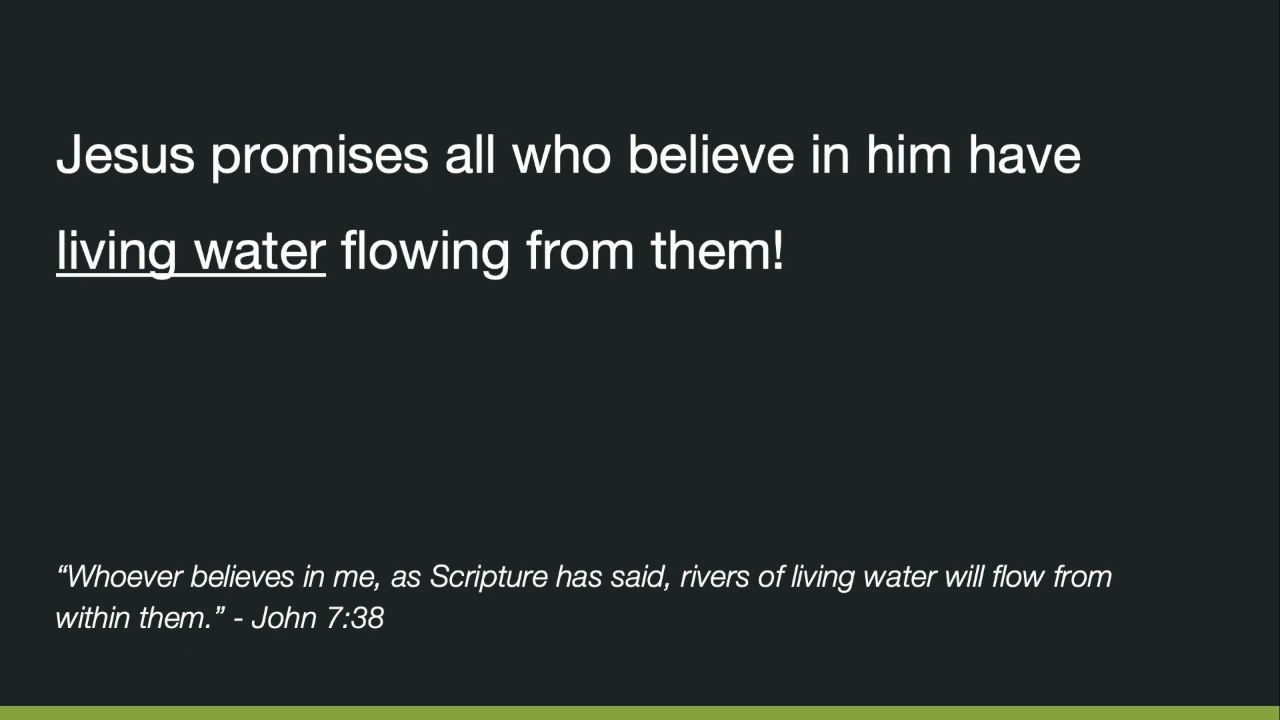 Jesus promises all who believe in him have
living water flowing from them!
“Whoever believes in me, as Scripture has said, rivers of living water will flow from
within them.” - John 7:38